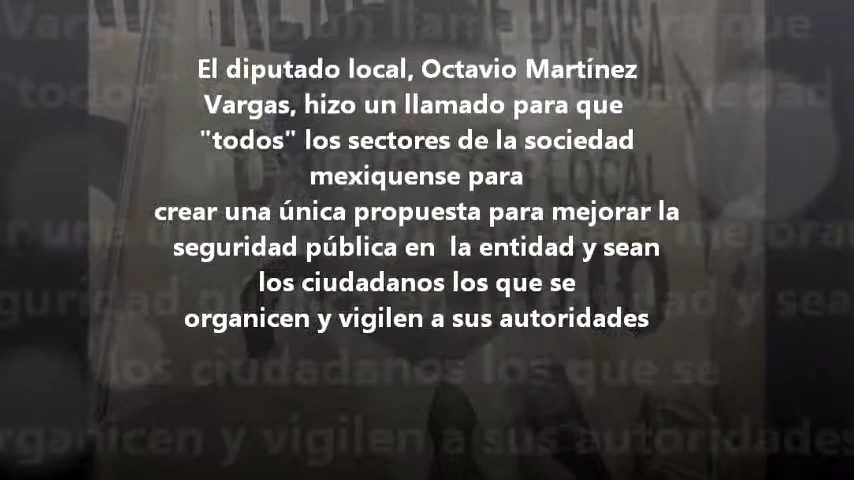 El diputado local, Octavio Martínez
Vargas, hizo un llamado para que
"todos" los sectores de la sociedad
mexiquense para
crear una única propuesta para mejorar la
seguridad pública en  la entidad y sean
los ciudadanos los que se
organicen y vigilen a sus autoridades